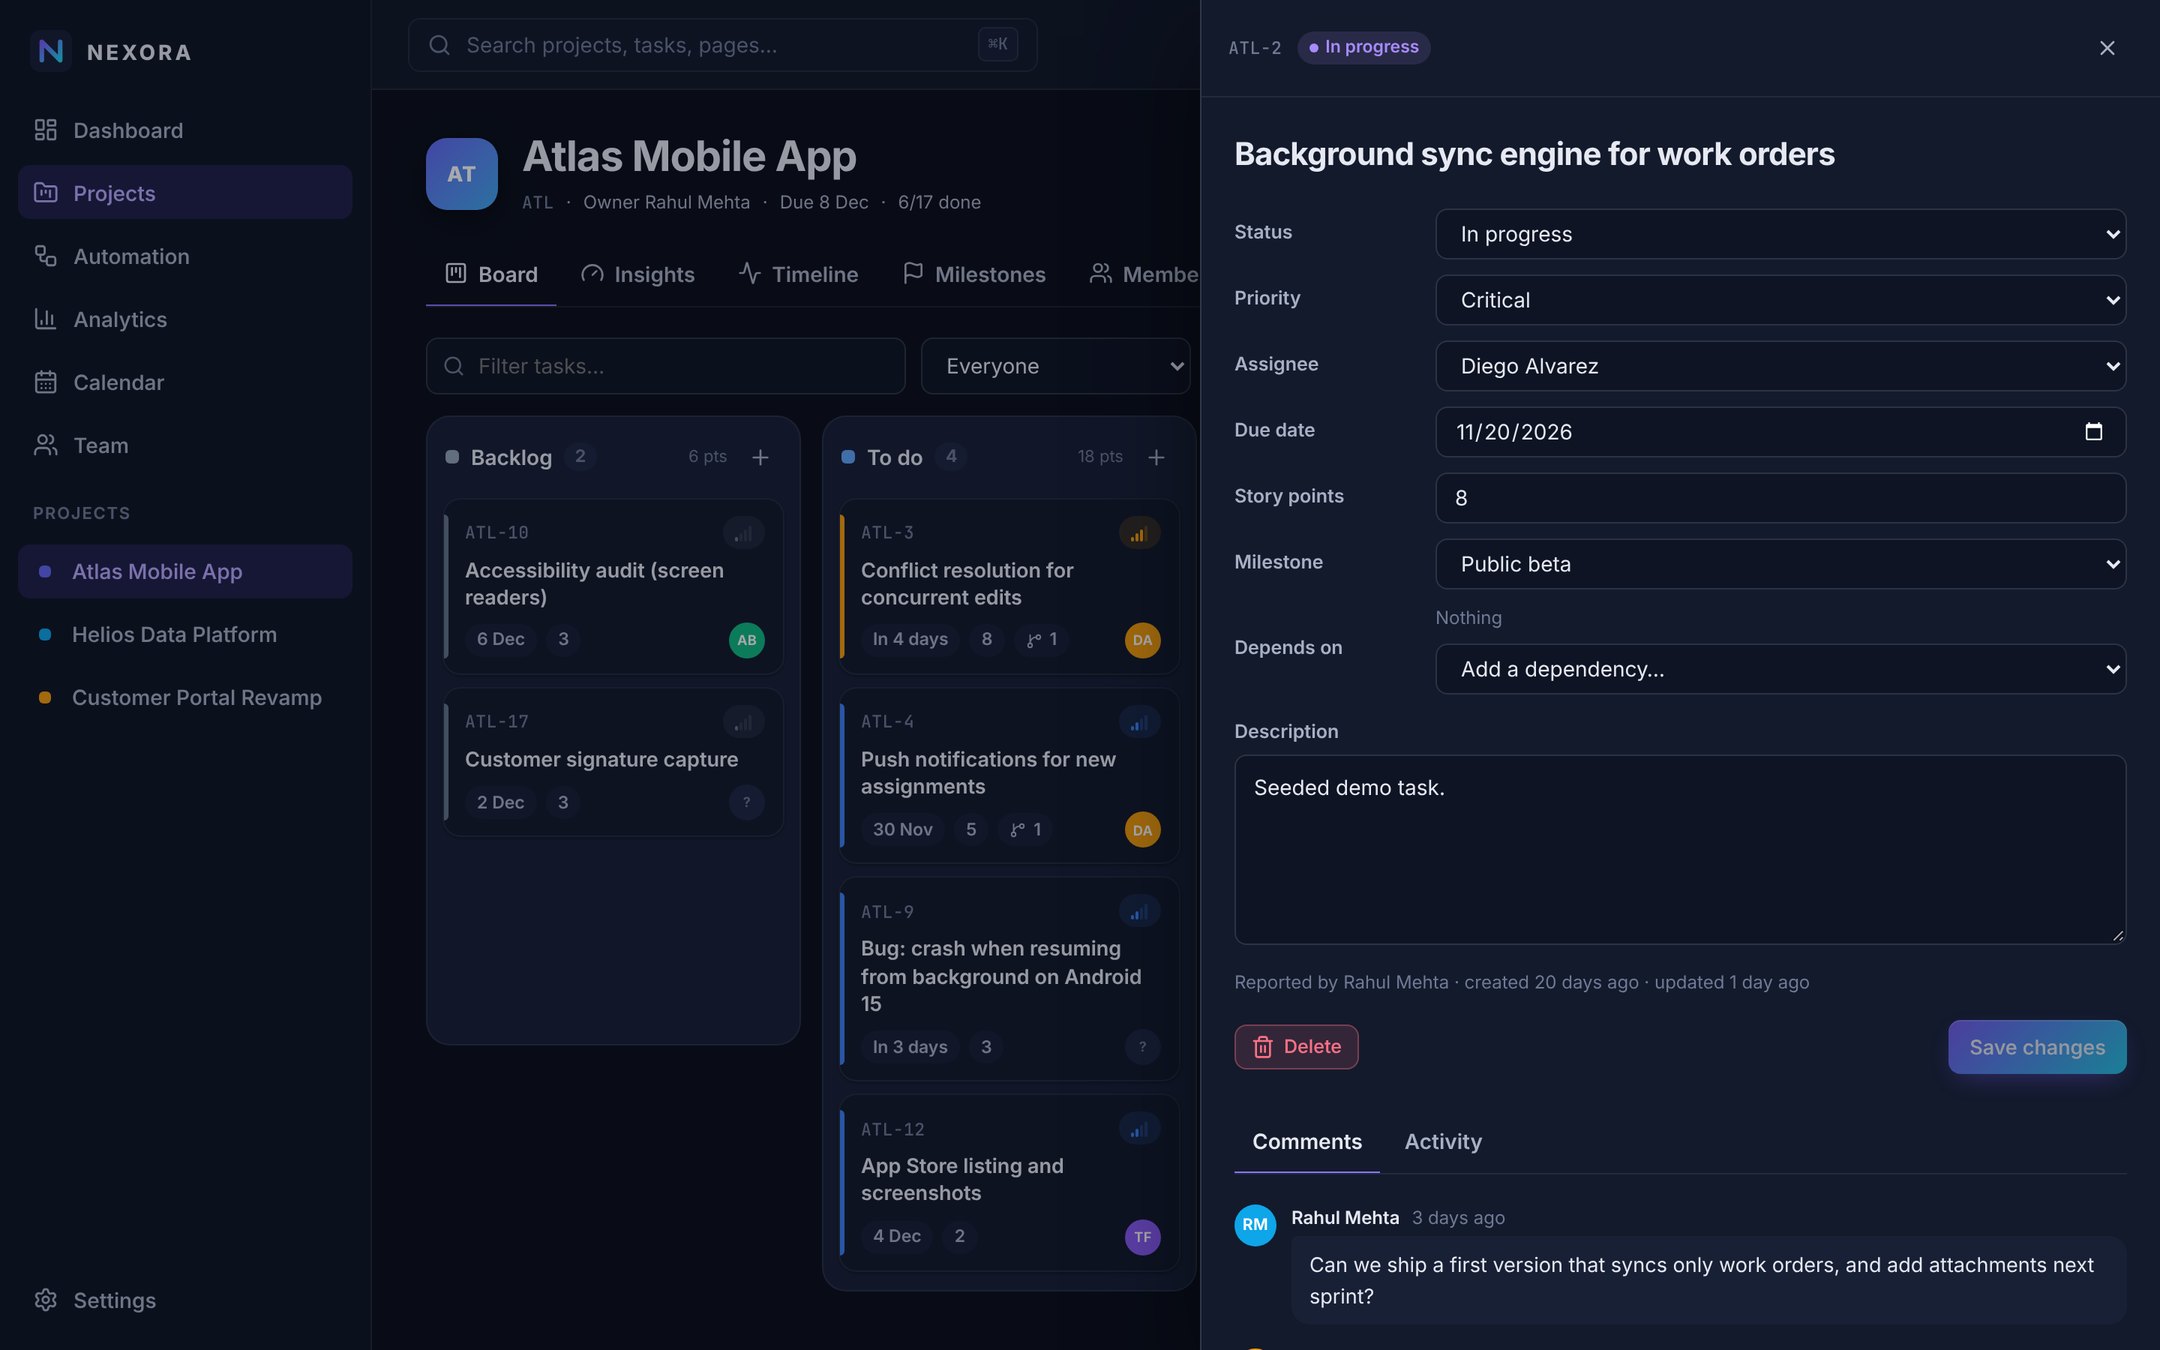 NEXORA
Dashboard
Projects
Automation
Analytics
Calendar
Team
PROJECTS
Atlas Mobile App
Helios Data Platform
Customer Portal Revamp
Settings
Search projects, tasks, pages...
⌘K
AT
Atlas Mobile App
ATL · Owner Rahul Mehta · Due 8 Dec · 6/17 done
Board
Insights
Timeline
Milestones
Membe
Filter tasks...
Everyone
Backlog 2 6 pts
ATL-10
Accessibility audit (screen
readers)
6 Dec 3 AB
ATL-17
Customer signature capture
2 Dec 3 ?
To do 4 18 pts
ATL-3
Conflict resolution for
concurrent edits
In 4 days 8 1 DA
ATL-4
Push notifications for new
assignments
30 Nov 5 1 DA
ATL-9
Bug: crash when resuming
from background on Android
15
In 3 days 3 ?
ATL-12
App Store listing and
screenshots
4 Dec 2 TF
ATL-2 In progress
Background sync engine for work orders
Status In progress
Priority Critical
Assignee Diego Alvarez
Due date 11/20/2026
Story points 8
Milestone Public beta
Nothing
Depends on
Add a dependency...
Description
Seeded demo task.
Reported by Rahul Mehta · created 20 days ago · updated 1 day ago
Delete
Save changes
Comments
Activity
RM Rahul Mehta 3 days ago
Can we ship a first version that syncs only work orders, and add attachments next
sprint?